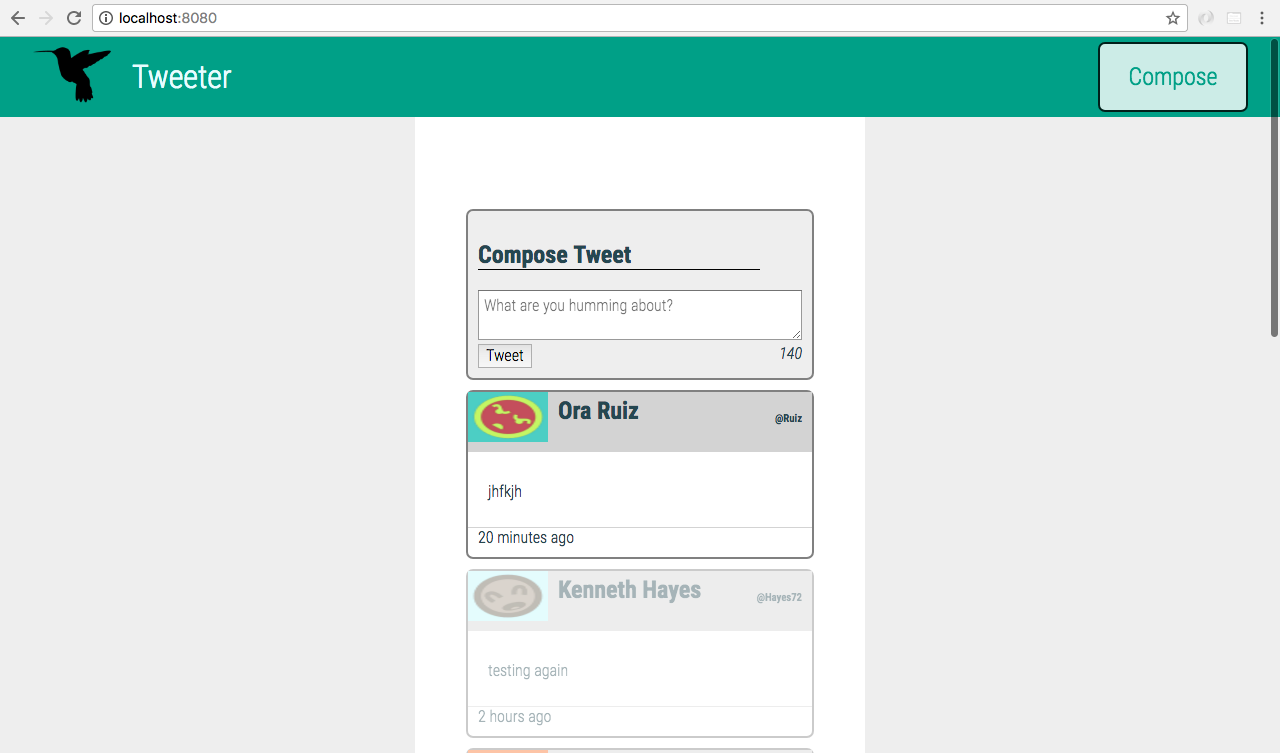 localhost:8080
Tweeter
Compose
Compose Tweet
What are you humming about?
Tweet
140
Ora Ruiz
@Ruiz
jhfkjh
20 minutes ago
Kenneth Hayes
@Hayes72
testing again
2 hours ago